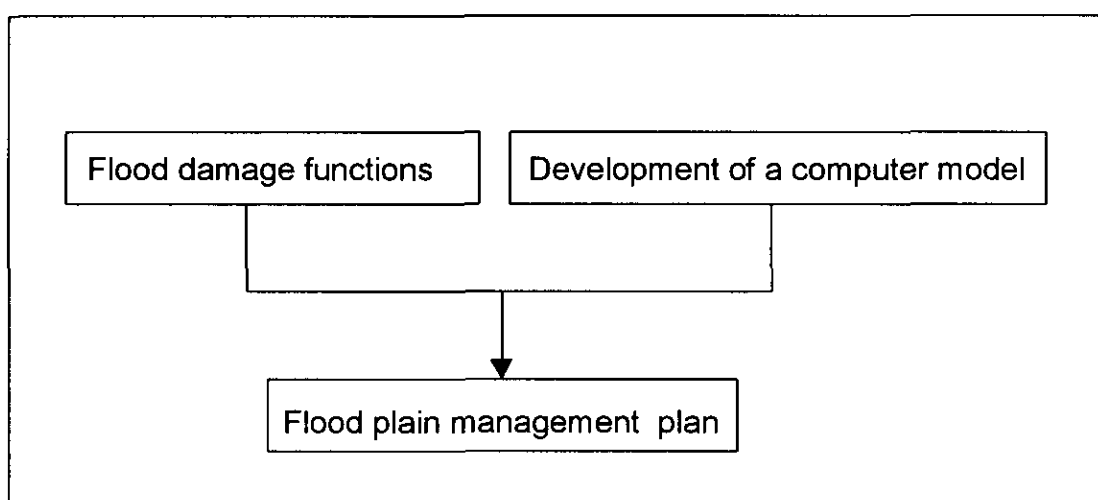 Flood damage functions
Development of a computer model
Flood plain management plan